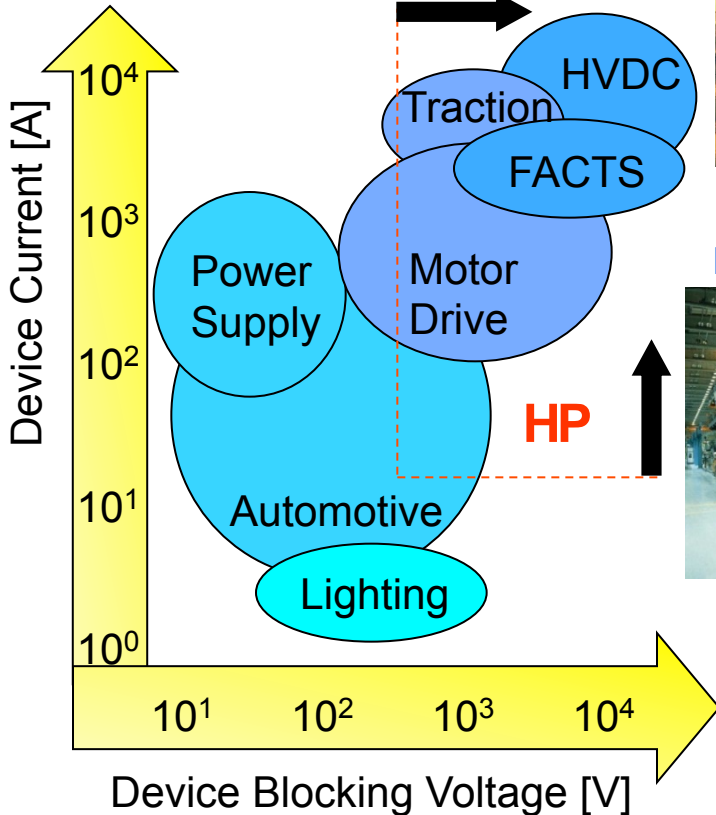 Device Current [A]
10⁴
10³
10²
10¹
10⁰
HVDC
Traction
FACTS
Power
Supply
Motor
Drive
HP
Automotive
Lighting
10¹ 10² 10³ 10⁴
Device Blocking Voltage [V]